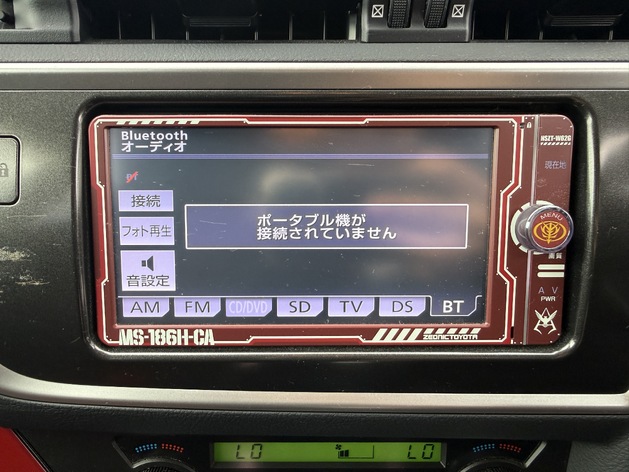 Bluetooth
オーディオ
NSZT-W62G
現在地
接続
ポータブル機が
接続されていません
フォト再生
MENU
音設定
画質
AM
FM
CD/DVD
SD
TV
DS
BT
A V
PWR
MS-186H-CA
ZEONICTOYOTA
LO
LO